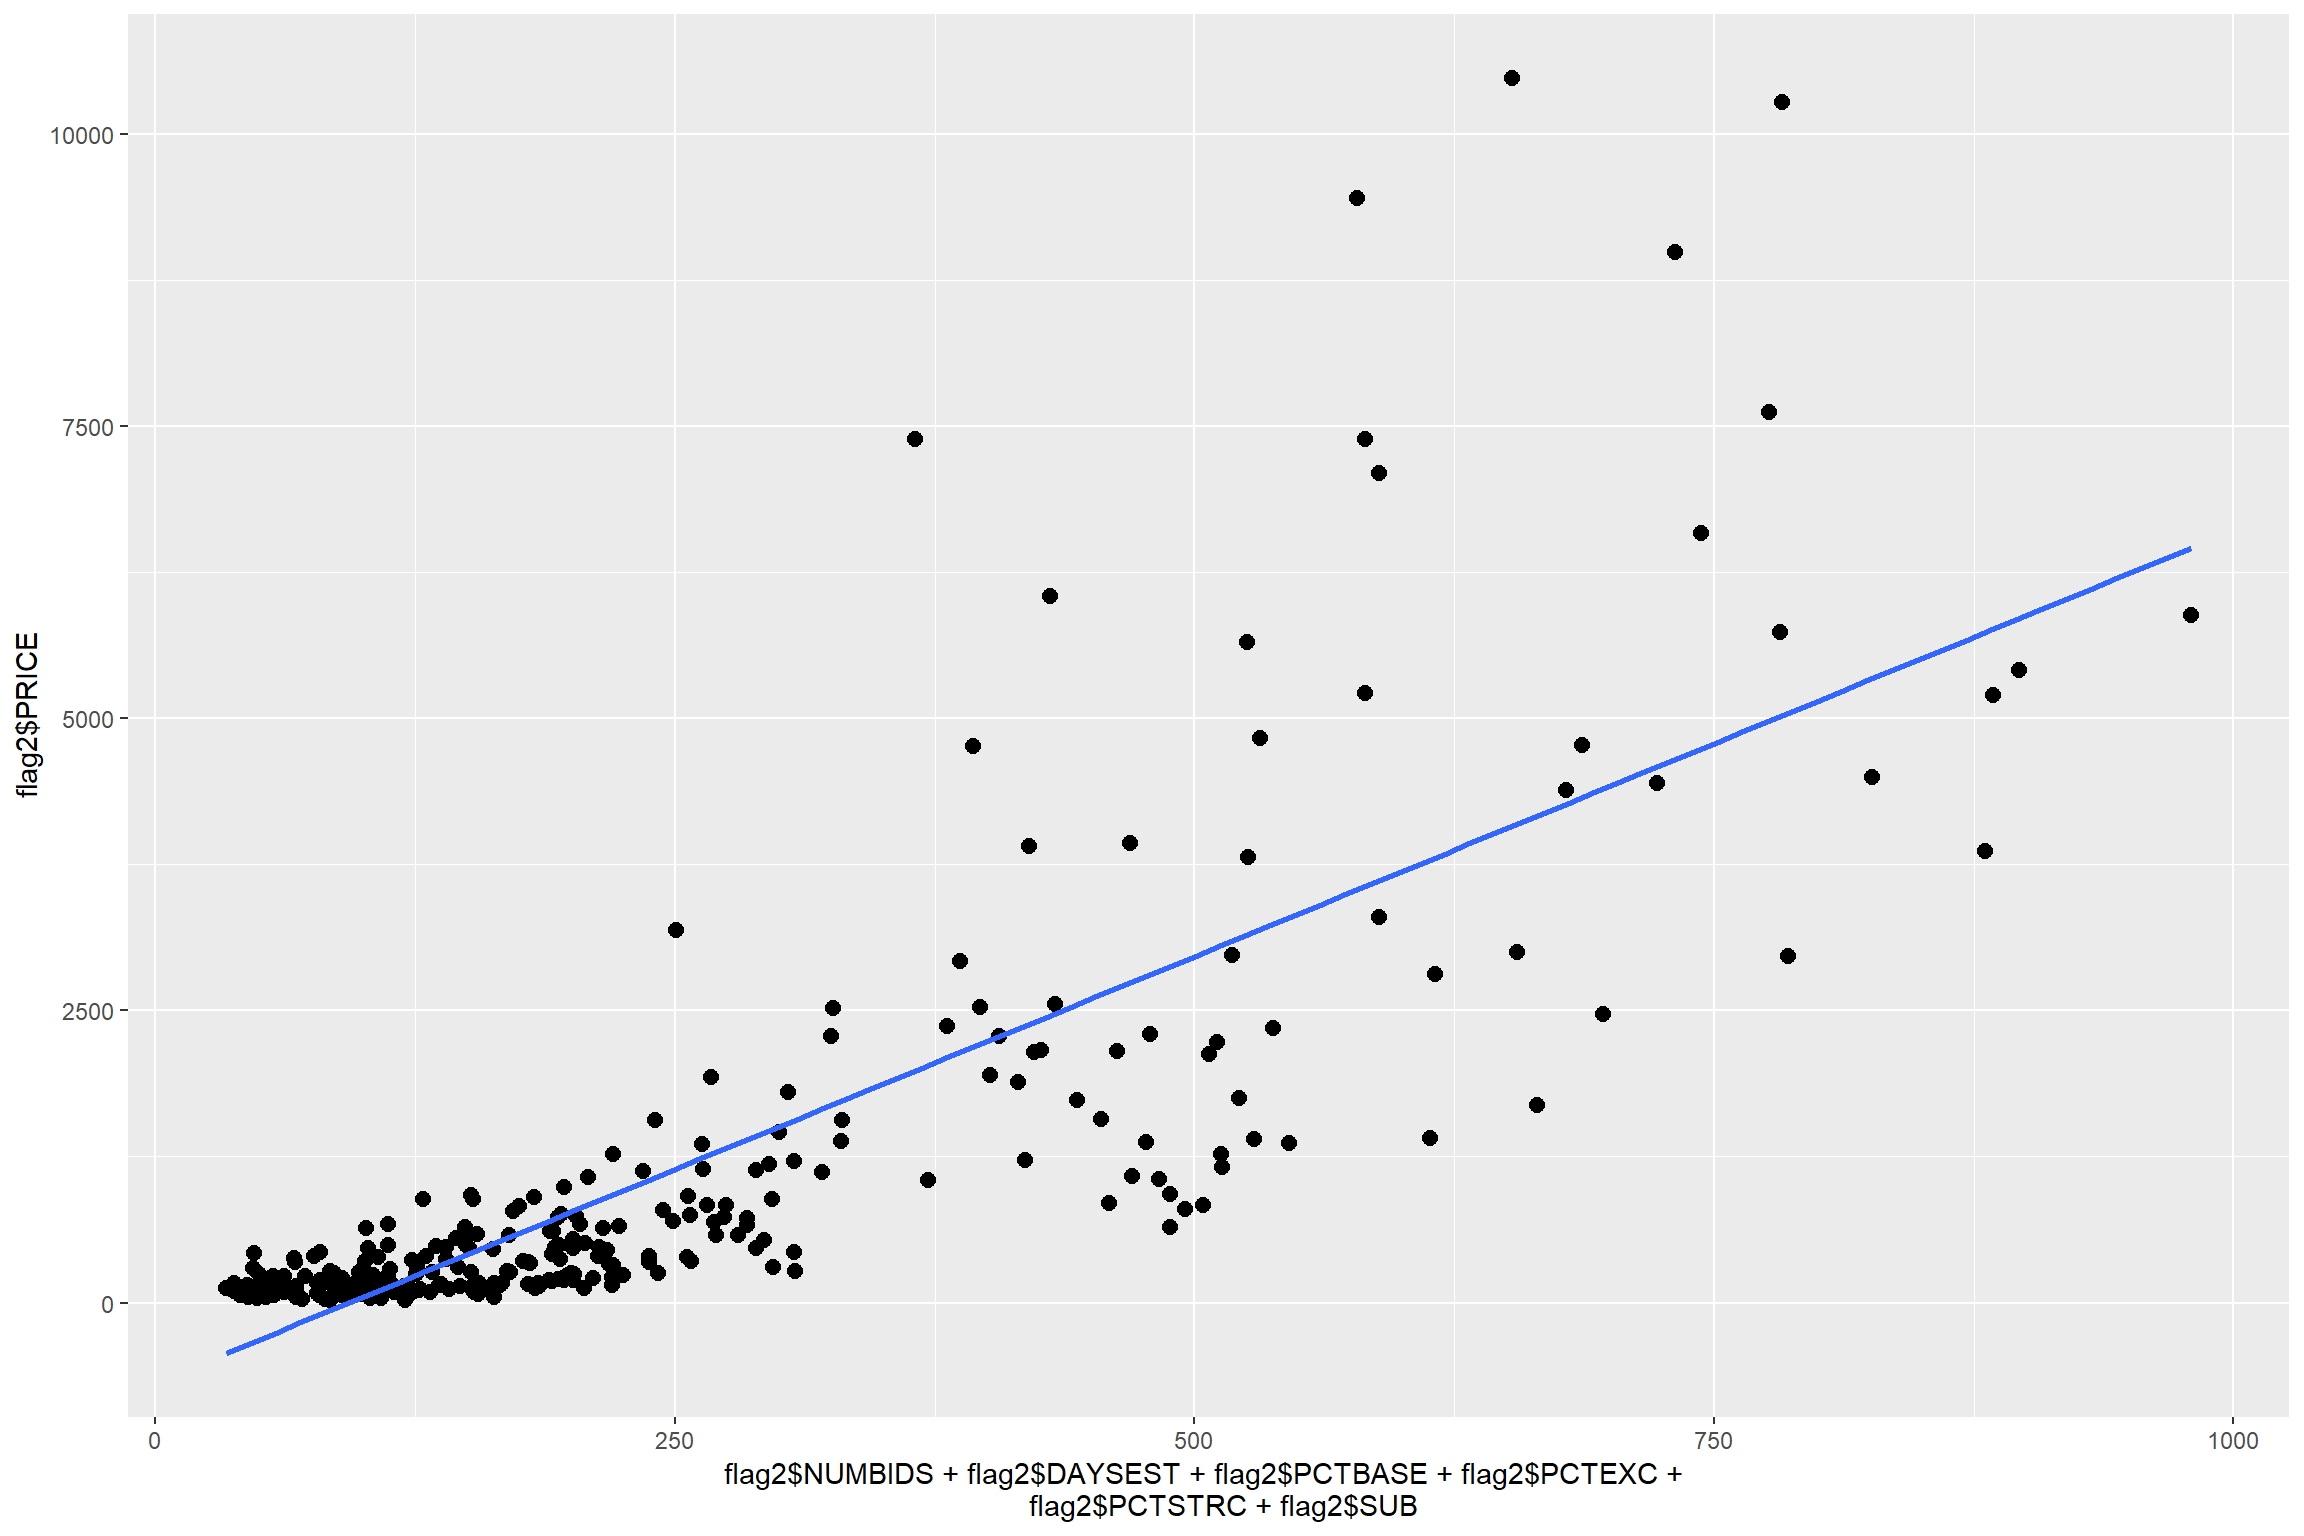 10000
7500
5000
2500
0
flag2$PRICE
0 250 500 750 1000
flag2$NUMBIDS + flag2$DAYSEST + flag2$PCTBASE + flag2$PCTEXC +
flag2$PCTSTRC + flag2$SUB